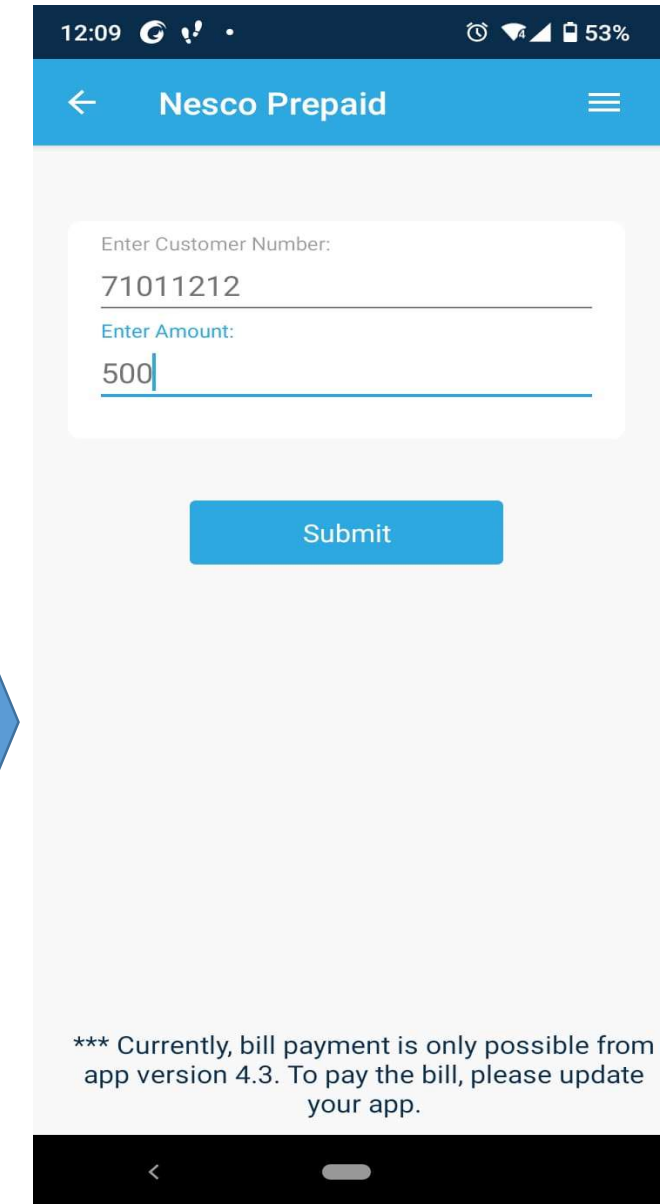 12:09 53%
Nesco Prepaid
Enter Customer Number:
71011212
Enter Amount:
500
Submit
*** Currently, bill payment is only possible from
app version 4.3. To pay the bill, please update
your app.